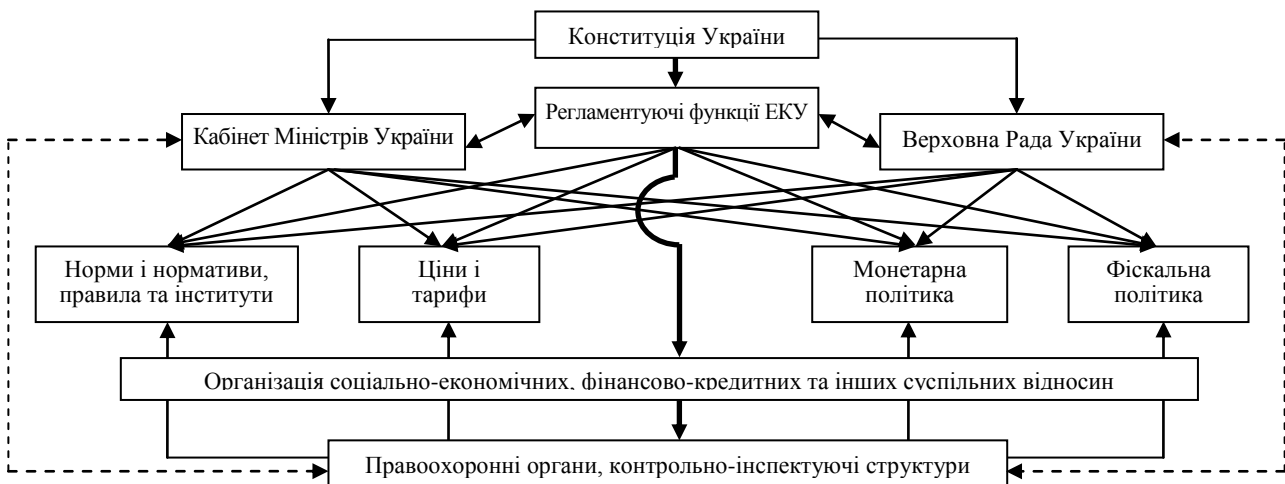 Конституція України
Регламентуючі функції ЕКУ
Кабінет Міністрів України
Верховна Рада України
Норми і нормативи,
правила та інститути
Ціни і
тарифи
Монетарна
політика
Фіскальна
політика
Організація соціально-економічних, фінансово-кредитних та інших суспільних відносин
Правоохоронні органи, контрольно-інспектуючі структури